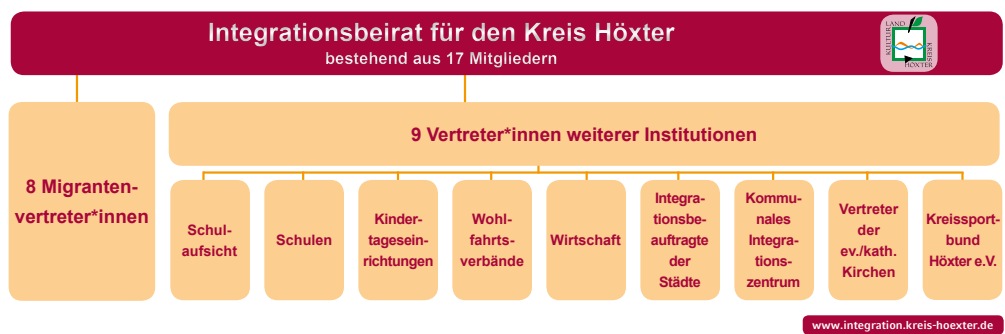 Integrationsbeirat für den Kreis Höxter
bestehend aus 17 Mitgliedern
KULTURLAND
KREIS
HÖXTER
8 Migranten-
vertreter*innen
9 Vertreter*innen weiterer Institutionen
Schul-
aufsicht
Schulen
Kinder-
tagesein-
richtungen
Wohl-
fahrts-
verbände
Wirtschaft
Integra-
tionsbe-
auftragte
der
Städte
Kommu-
nales
Integra-
tions-
zentrum
Vertreter
der
ev./kath.
Kirchen
Kreissport-
bund
Höxter e.V.
www.integration.kreis-hoexter.de